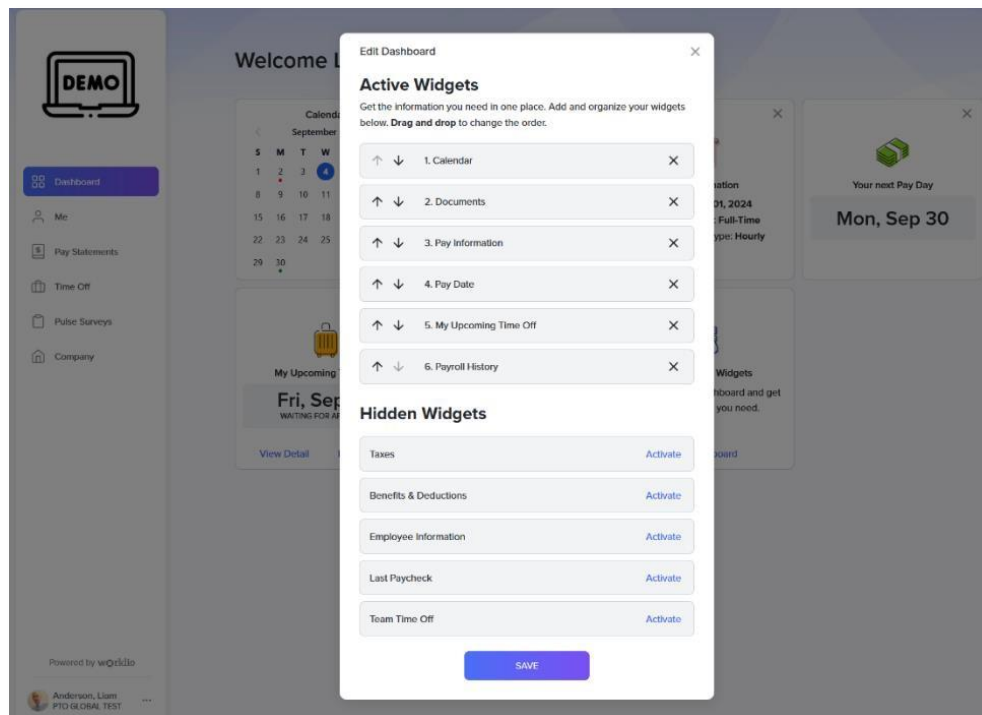 DEMO
Dashboard
Me
Pay Statements
Time Off
Pulse Surveys
Company
Powered by worklio
Anderson, Liam ...
PTO GLOBAL TEST
Welcome L
Calenda
September
S M T W
1 2 3 4
8 9 10 11
15 16 17 18
22 23 24 25
29 30
ation
01, 2024
: Full-Time
ype: Hourly
Your next Pay Day
Mon, Sep 30
My Upcoming
Fri, Sep
WAITING FOR AP
View Detail
Widgets
hboard and get
you need.
board
Edit Dashboard
Active Widgets
Get the information you need in one place. Add and organize your widgets
below. Drag and drop to change the order.
1. Calendar
2. Documents
3. Pay Information
4. Pay Date
5. My Upcoming Time Off
6. Payroll History
Hidden Widgets
Taxes Activate
Benefits & Deductions Activate
Employee Information Activate
Last Paycheck Activate
Team Time Off Activate
SAVE